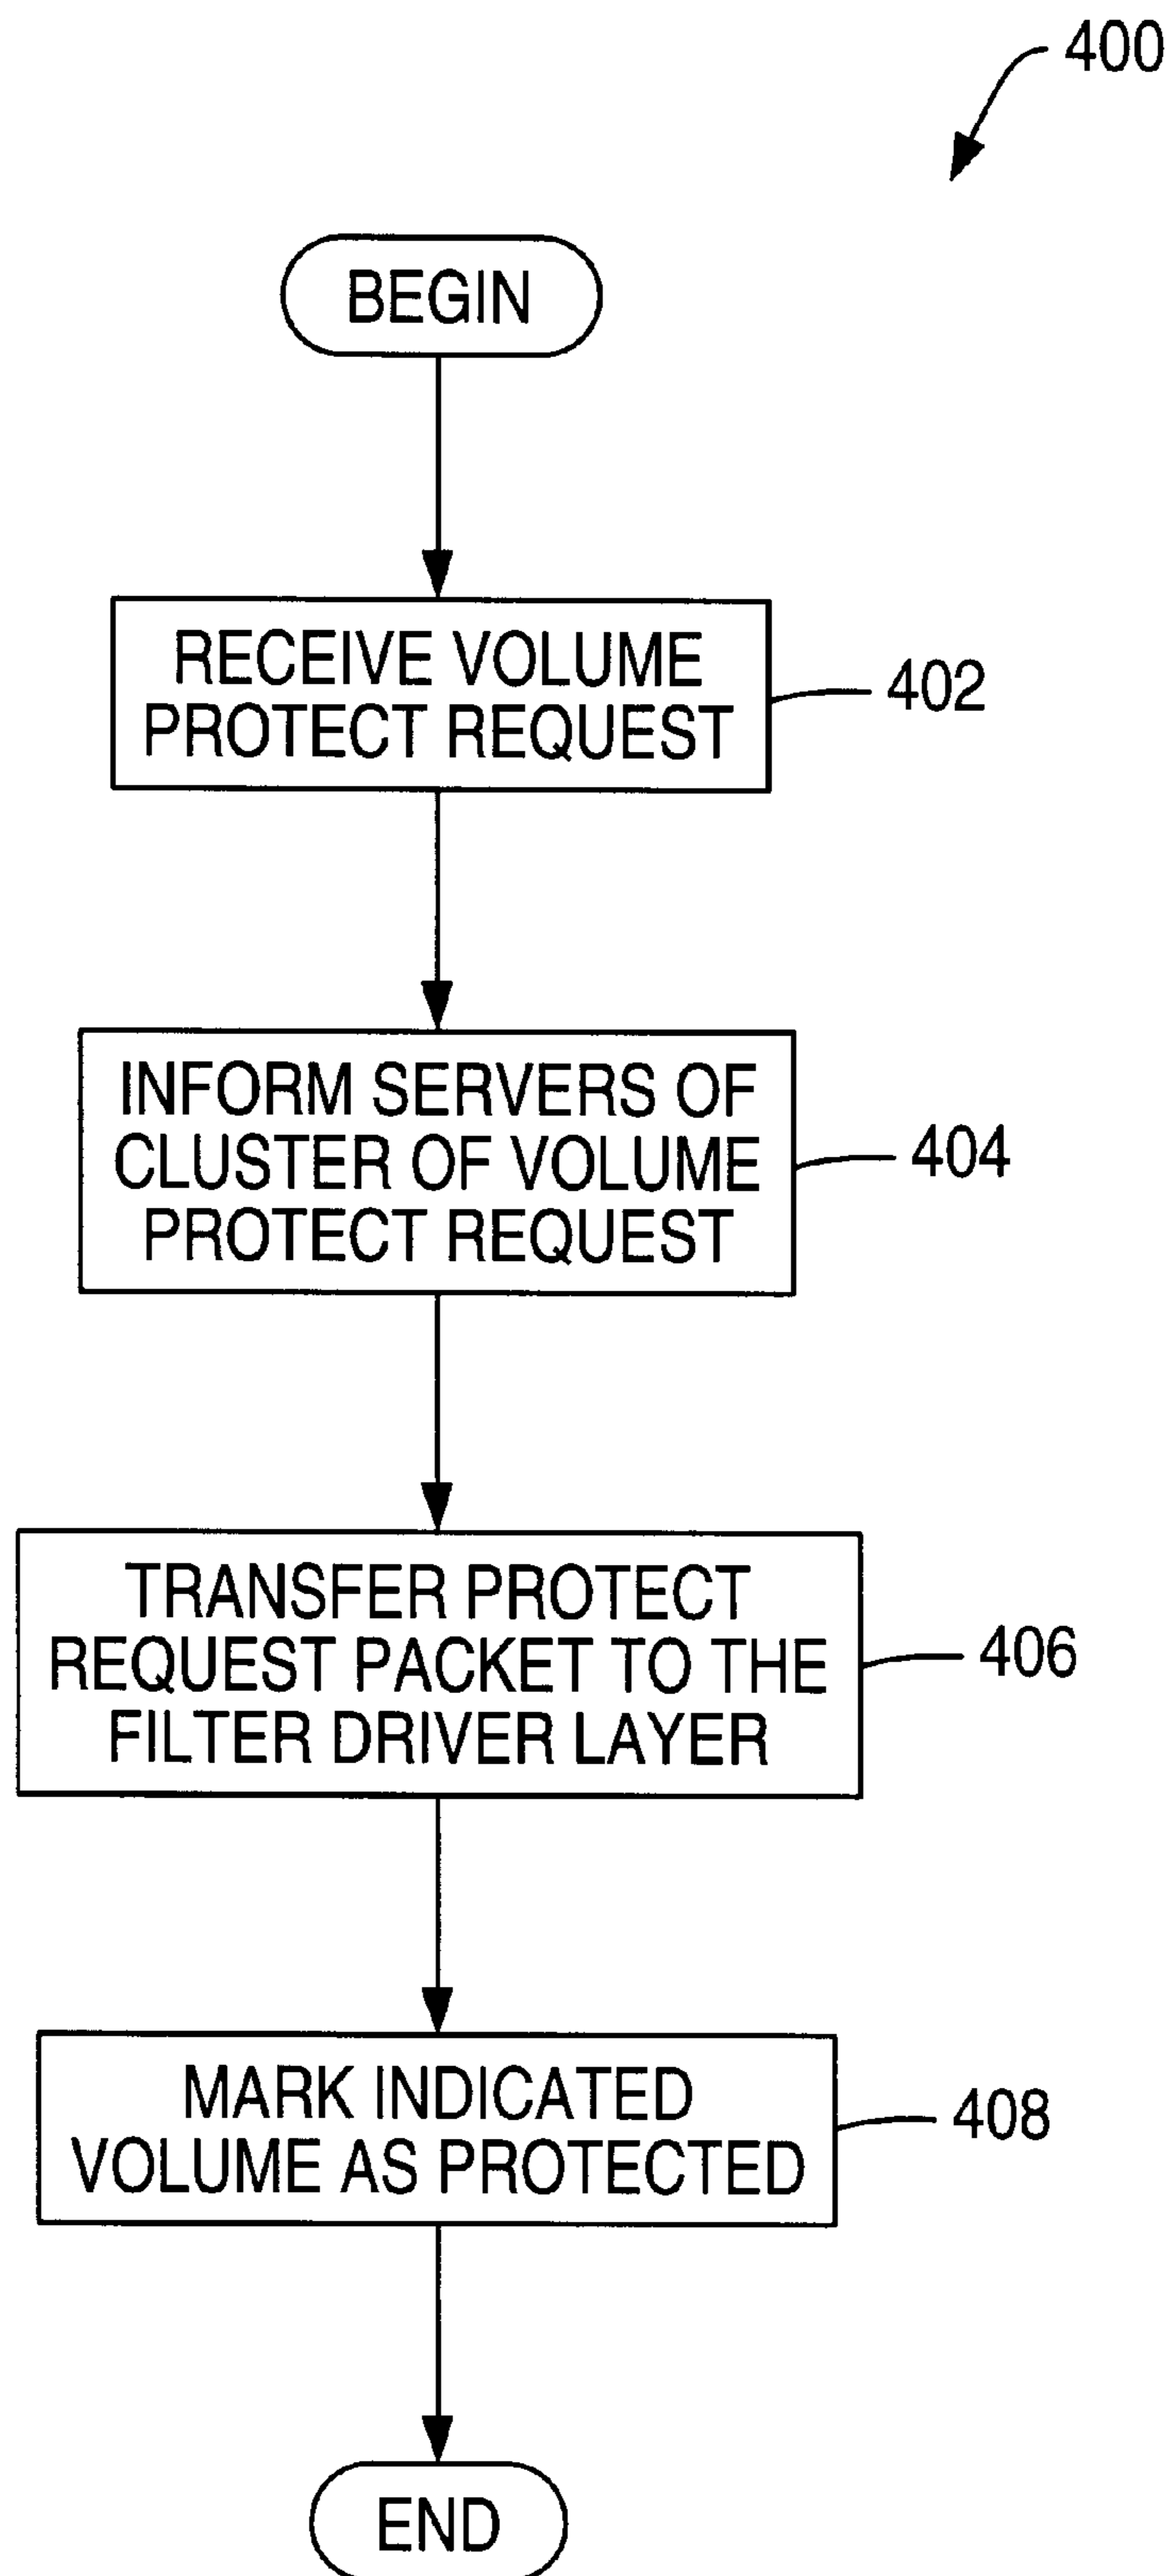 400
BEGIN
RECEIVE VOLUME
PROTECT REQUEST
402
INFORM SERVERS OF
CLUSTER OF VOLUME
PROTECT REQUEST
404
TRANSFER PROTECT
REQUEST PACKET TO THE
FILTER DRIVER LAYER
406
MARK INDICATED
VOLUME AS PROTECTED
408
END